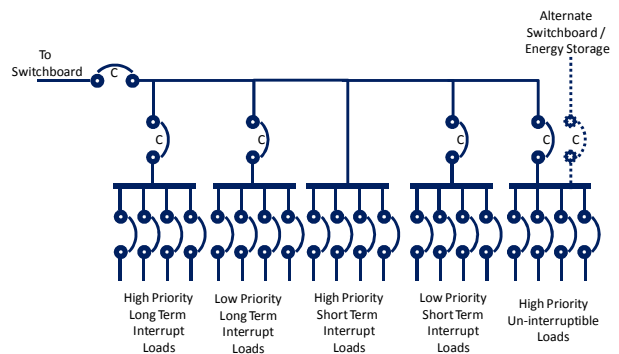 Alternate
Switchboard /
Energy Storage
To
Switchboard
C
C
C
C
C
C
High Priority
Long Term
Interrupt
Loads
Low Priority
Long Term
Interrupt
Loads
High Priority
Short Term
Interrupt
Loads
Low Priority
Short Term
Interrupt
Loads
High Priority
Un-interruptible
Loads